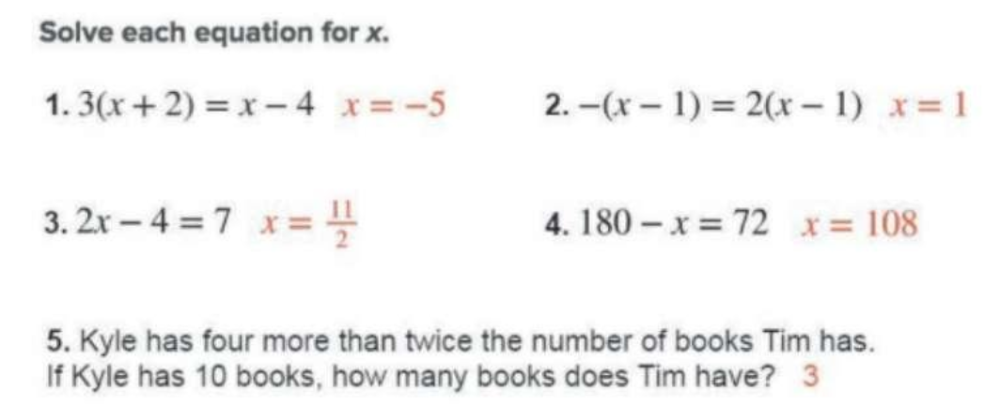 Solve each equation for x.
1. 3(x + 2) = x – 4 x = –5
2. –(x – 1) = 2(x – 1) x = 1
3. 2x – 4 = 7 x = 11/2
4. 180 – x = 72 x = 108
5. Kyle has four more than twice the number of books Tim has.
If Kyle has 10 books, how many books does Tim have? 3